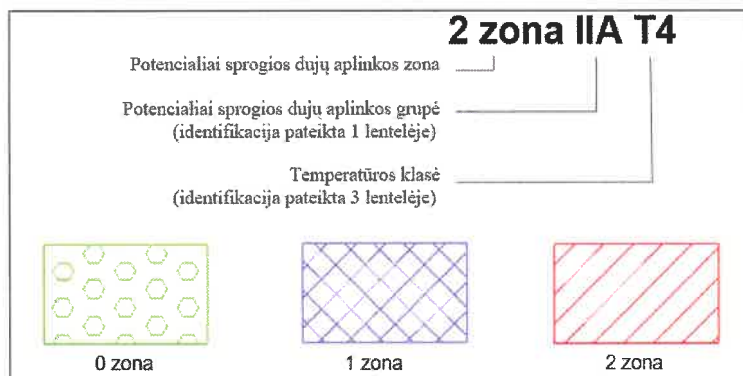 2 zona IIA T4
Potencialiai sprogios dujų aplinkos zona
Potencialiai sprogios dujų aplinkos grupė
(identifikacija pateikta 1 lentelėje)
Temperatūros klasė
(identifikacija pateikta 3 lentelėje)
0 zona
1 zona
2 zona